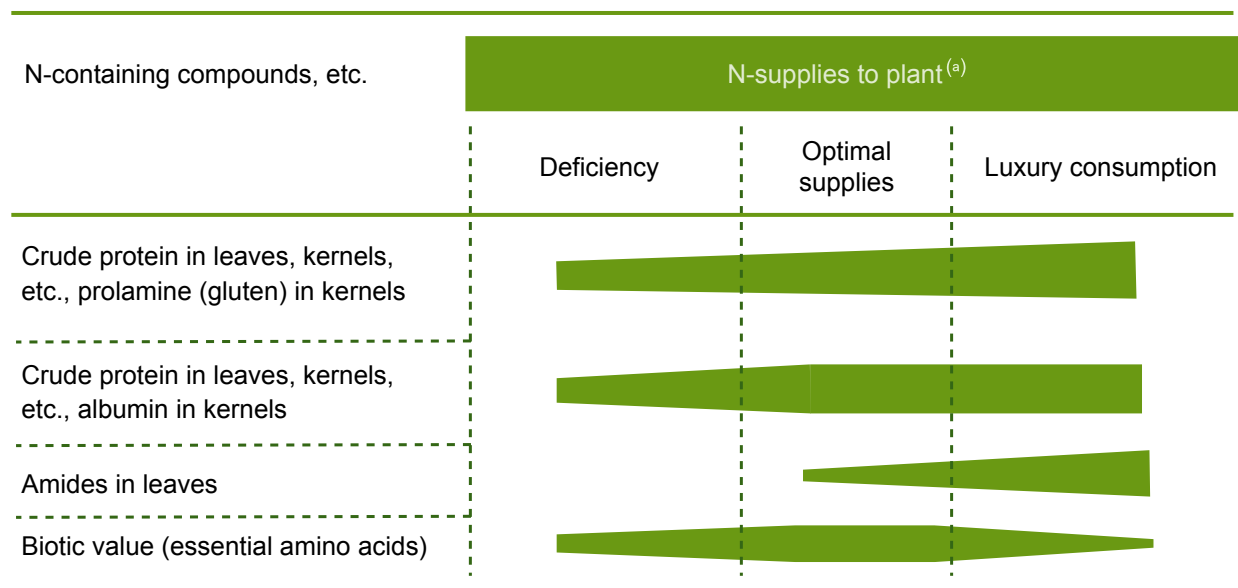 N-containing compounds, etc.
N-supplies to plant (a)
Deficiency
Optimal
supplies
Luxury consumption
Crude protein in leaves, kernels,
etc., prolamine (gluten) in kernels
Crude protein in leaves, kernels,
etc., albumin in kernels
Amides in leaves
Biotic value (essential amino acids)